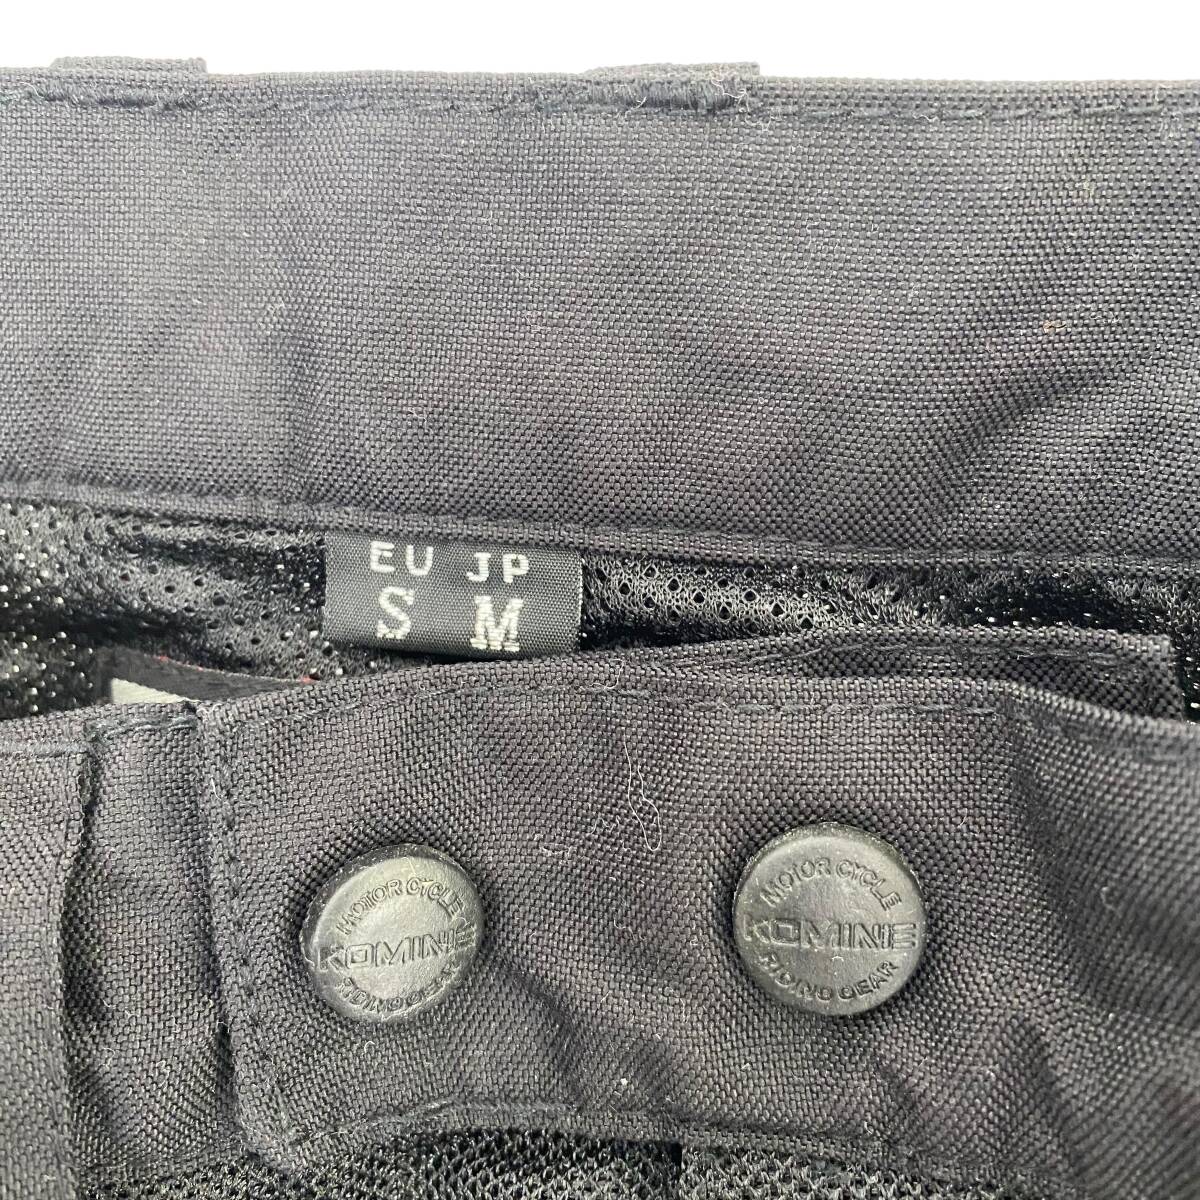 EU JP
S M
MOTOR CYCLE
KOMINE
RIDING GEAR
MOTOR CYCLE
KOMINE
RIDING GEAR